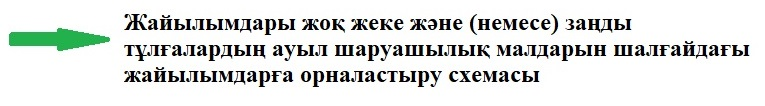 Жайылымдары жоқ жеке және (немесе) заңды
тұлғалардың ауыл шаруашылық малдарын шалғайдағы
жайылымдарға орналастыру схемасы